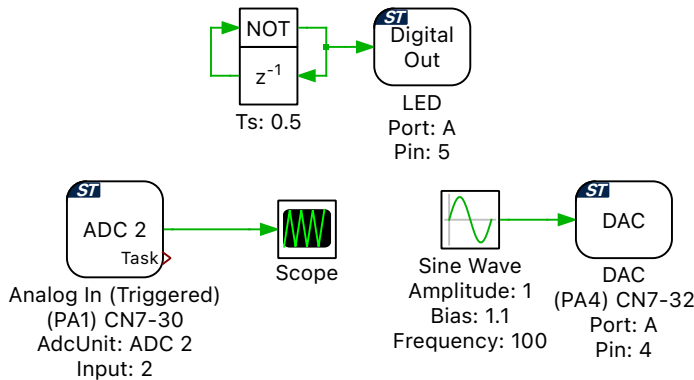 NOT
z-1
Ts: 0.5
ST
Digital
Out
LED
Port: A
Pin: 5
ST
ADC 2
Task
Analog In (Triggered)
(PA1) CN7-30
AdcUnit: ADC 2
Input: 2
Scope
Sine Wave
Amplitude: 1
Bias: 1.1
Frequency: 100
ST
DAC
DAC
(PA4) CN7-32
Port: A
Pin: 4